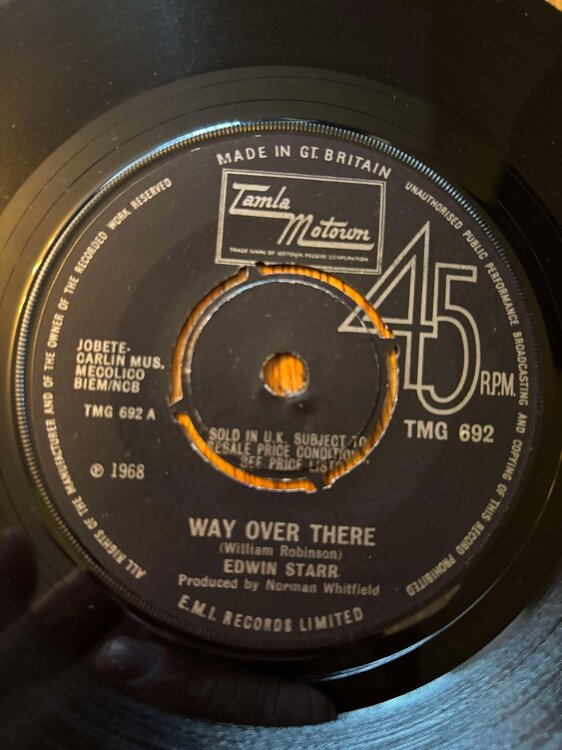 MADE IN GT. BRITAIN
UNAUTHORISED PUBLIC PERFORMANCE BROADCASTING AND COPYING OF THIS RECORD PROHIBITED
ALL RIGHTS OF THE MANUFACTURER AND OF THE OWNER OF THE RECORDED WORK RESERVED
Tamla
Motown
TRADE MARK OF MOTOWN RECORD CORPORATION
45
R.P.M.
JOBETE-
CARLIN MUS.
MECOLICO
BIEM/NCB
TMG 692 A
TMG 692
SOLD IN U.K. SUBJECT TO
RESALE PRICE CONDITIONS
SEE PRICE LISTS
℗ 1968
WAY OVER THERE
(William Robinson)
EDWIN STARR
Produced by Norman Whitfield
E.M.I. RECORDS LIMITED